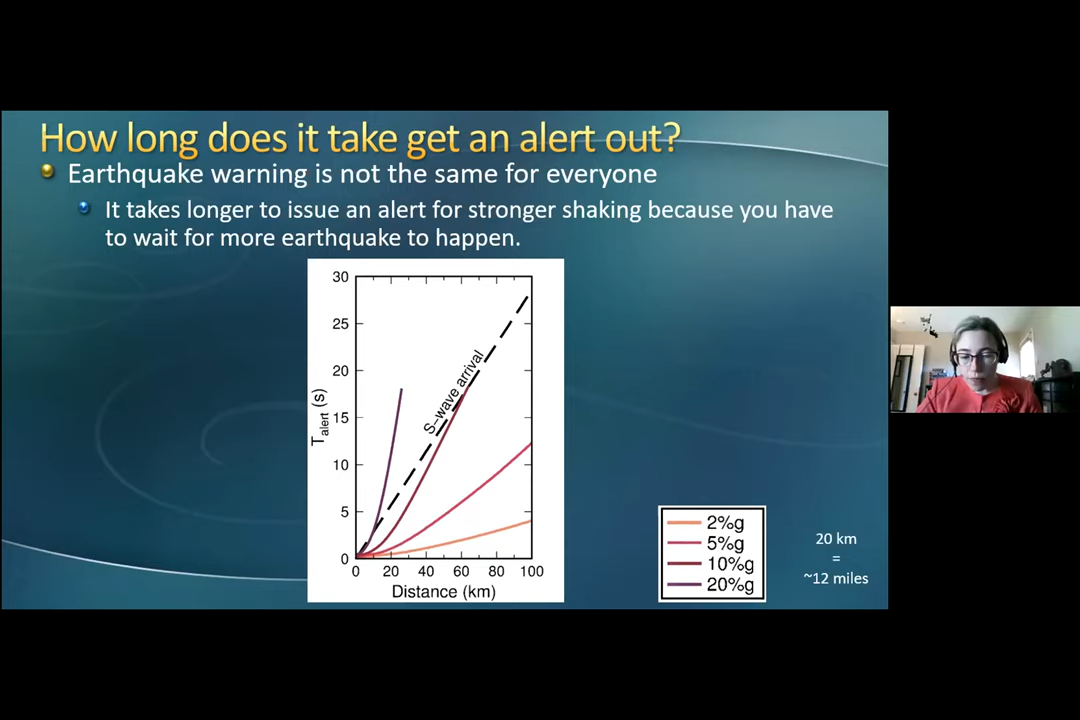 How long does it take get an alert out?
Earthquake warning is not the same for everyone
It takes longer to issue an alert for stronger shaking because you have
to wait for more earthquake to happen.
30
25
20
15
10
5
0
T alert (s)
S-wave arrival
0 20 40 60 80 100
Distance (km)
2%g
5%g
10%g
20%g
20 km
=
~12 miles